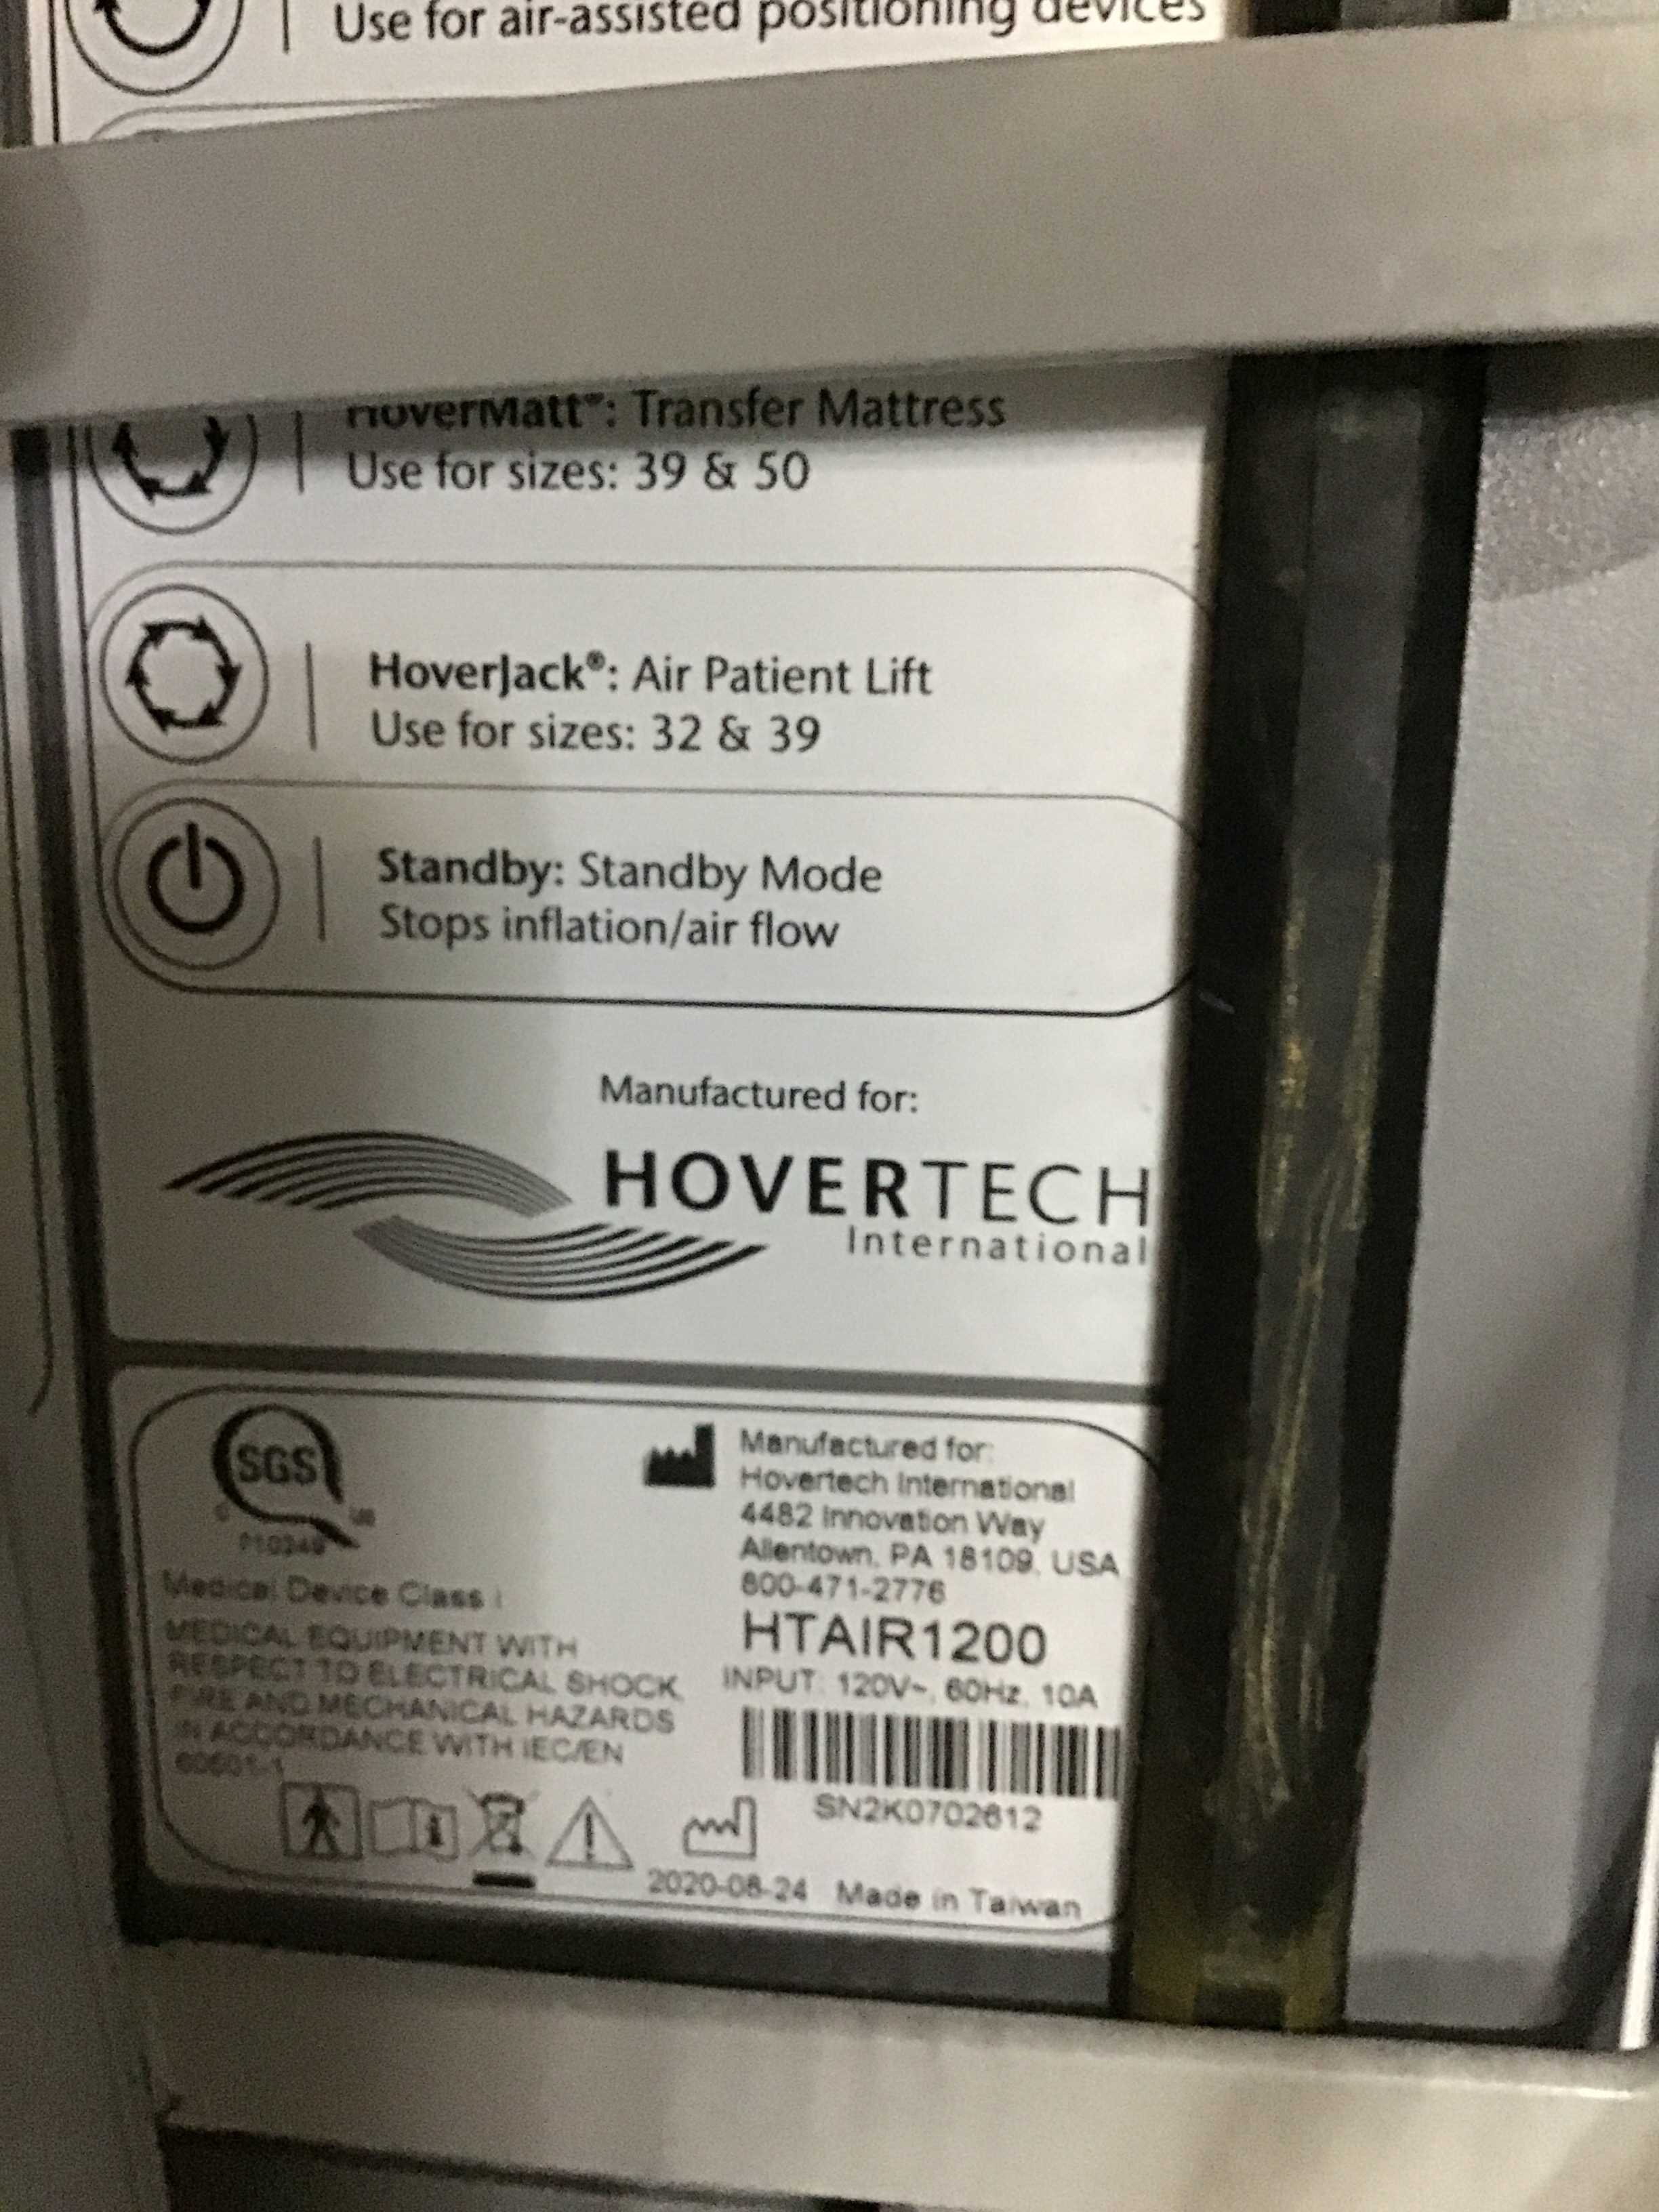 Use for air-assisted positioning devices
HoverMatt®: Transfer Mattress
Use for sizes: 39 & 50
HoverJack®: Air Patient Lift
Use for sizes: 32 & 39
Standby: Standby Mode
Stops inflation/air flow
Manufactured for:
HOVERTECH
International
SGS
Manufactured for:
Hovertech International
4482 Innovation Way
Allentown, PA 18109, USA
800-471-2776
HTAIR1200
INPUT: 120V~, 60Hz, 10A
SN2K0702612
Medical Device Class I
MEDICAL EQUIPMENT WITH
RESPECT TO ELECTRICAL SHOCK,
FIRE AND MECHANICAL HAZARDS
IN ACCORDANCE WITH IEC/EN
60601-1
2020-08-24 Made in Taiwan